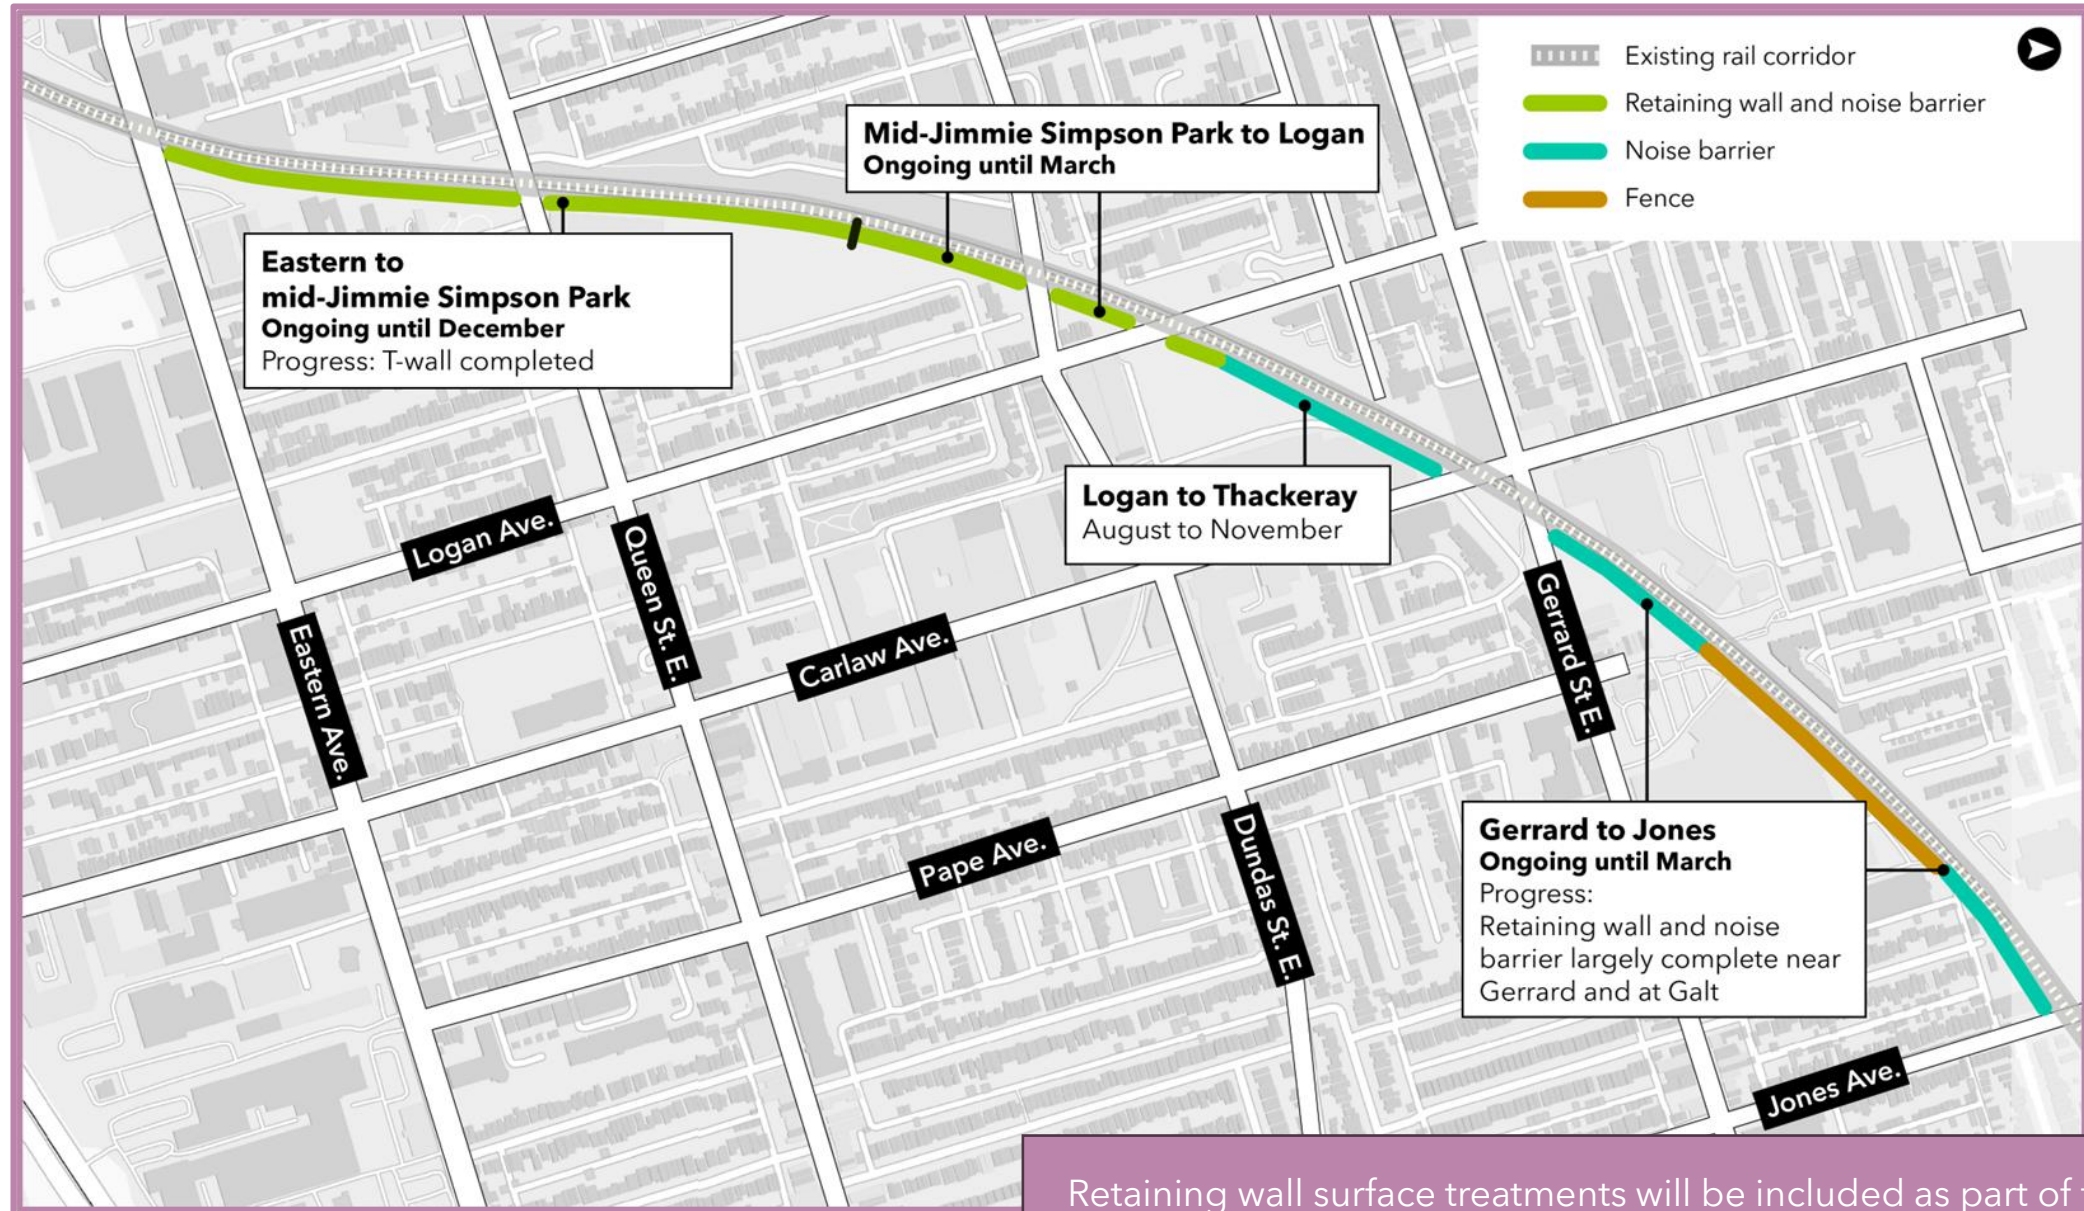 Existing rail corridor
Retaining wall and noise barrier
Noise barrier
Fence
Mid-Jimmie Simpson Park to Logan
Ongoing until March
Eastern to
mid-Jimmie Simpson Park
Ongoing until December
Progress: T-wall completed
Logan to Thackeray
August to November
Logan Ave.
Queen St. E.
Eastern Ave.
Carlaw Ave.
Gerrard St E.
Pape Ave.
Dundas St. E.
Gerrard to Jones
Ongoing until March
Progress:
Retaining wall and noise
barrier largely complete near
Gerrard and at Galt
Jones Ave.
Retaining wall surface treatments will be included as part of